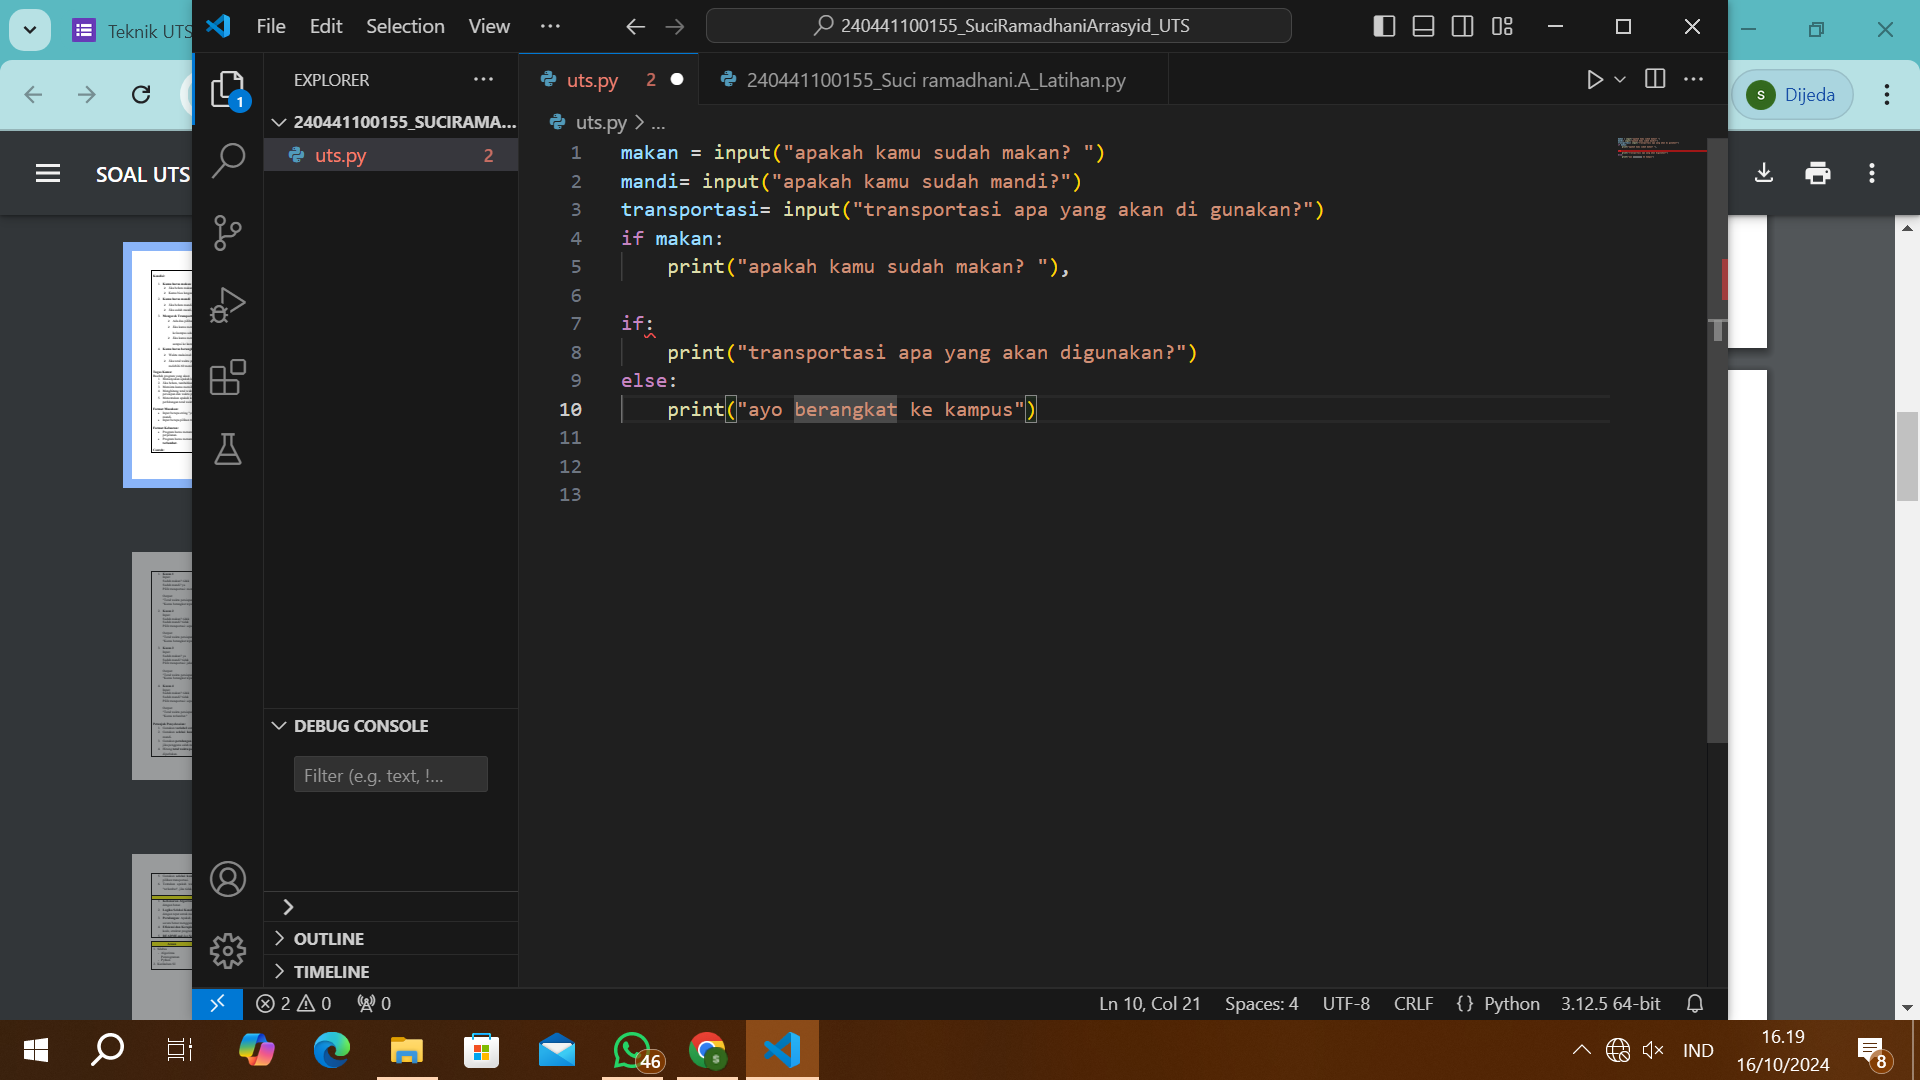 Teknik UTS
File Edit Selection View
240441100155_SuciRamadhaniArrasyid_UTS
Dijeda
SOAL UTS
EXPLORER
240441100155_SUCIRAMA...
uts.py 2
uts.py 2
240441100155_Suci ramadhani.A_Latihan.py
uts.py > ...
1 makan = input("apakah kamu sudah makan? ")
2 mandi= input("apakah kamu sudah mandi?")
3 transportasi= input("transportasi apa yang akan di gunakan?")
4 if makan:
5 print("apakah kamu sudah makan? "),
6
7 if:
8 print("transportasi apa yang akan digunakan?")
9 else:
10 print("ayo berangkat ke kampus")
11
12
13
DEBUG CONSOLE
Filter (e.g. text, !...
OUTLINE
TIMELINE
2 0 0
Ln 10, Col 21 Spaces: 4 UTF-8 CRLF {} Python 3.12.5 64-bit
46
IND
16.19
16/10/2024
8